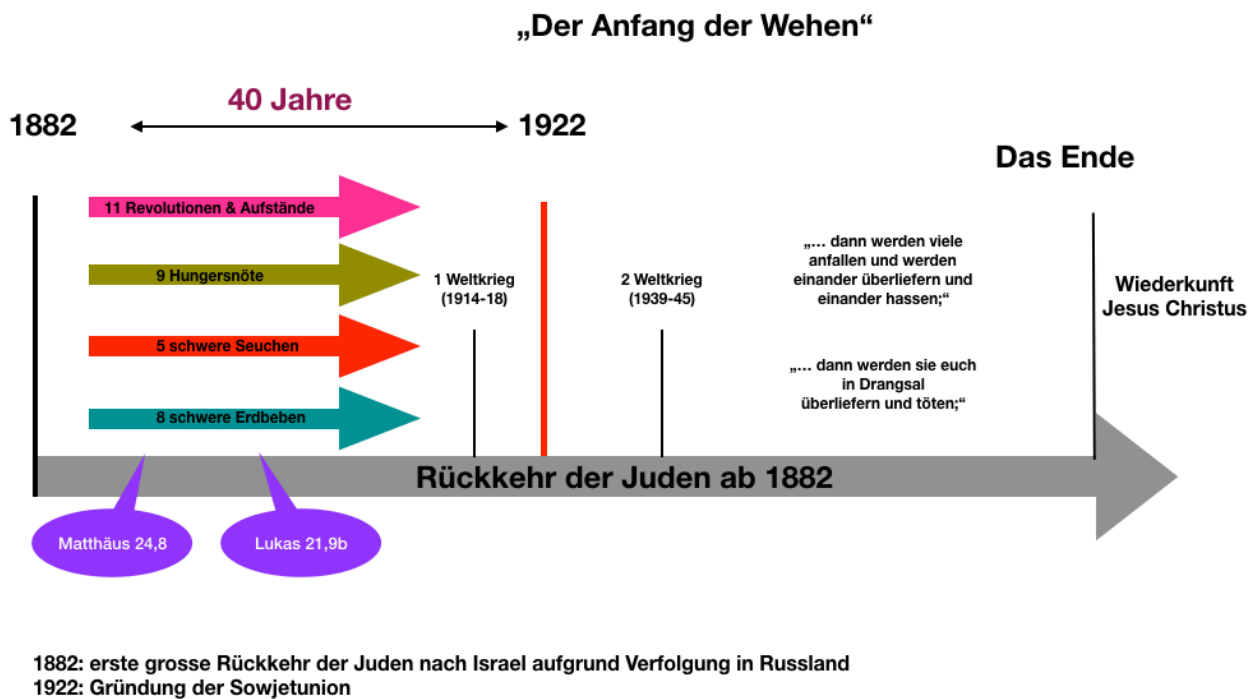 „Der Anfang der Wehen“
40 Jahre
1882
1922
Das Ende
11 Revolutionen & Aufstände
9 Hungersnöte
5 schwere Seuchen
8 schwere Erdbeben
1 Weltkrieg
(1914-18)
2 Weltkrieg
(1939-45)
„... dann werden viele
anfallen und werden
einander überliefern und
einander hassen;“
„... dann werden sie euch
in Drangsal
überliefern und töten;“
Wiederkunft
Jesus Christus
Rückkehr der Juden ab 1882
Matthäus 24,8
Lukas 21,9b
1882: erste grosse Rückkehr der Juden nach Israel aufgrund Verfolgung in Russland
1922: Gründung der Sowjetunion